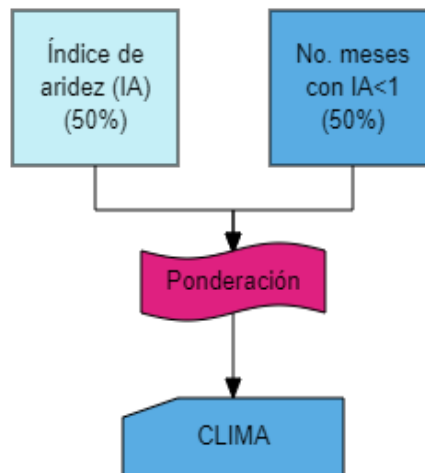 Índice de
aridez (IA)
(50%)
No. meses
con IA<1
(50%)
Ponderación
CLIMA